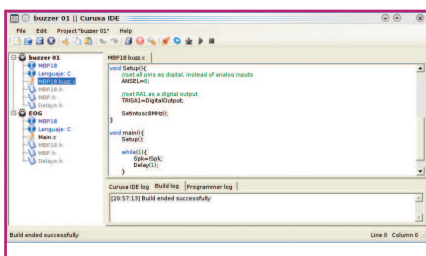 buzzer 01 || Curuxa IDE
File Edit Project "buzzer 01" Help
buzzer 01
MBP18
Lenguaje: C
MBP18 buzz c
MBP18.h
MBP.h
Delays.h
EOG
MBP18
Lenguaje: C
Main.c
MBP18.h
MBP.h
Delays.h
MBP18 buzz c
void Setup(){
//set all pins as digital, instead of analog inputs
ANSEL=0;
//set RA1 as a digital output
TRISA1=DigitalOutput;
SetIntosc8MHz();
}
void main(){
Setup();
while(1){
Spk=!Spk;
Delay(1);
}
Curuxa IDE log Build log Programmer log
[20:57:13] Build ended successfully
Build ended successfully Line 0 Column 0